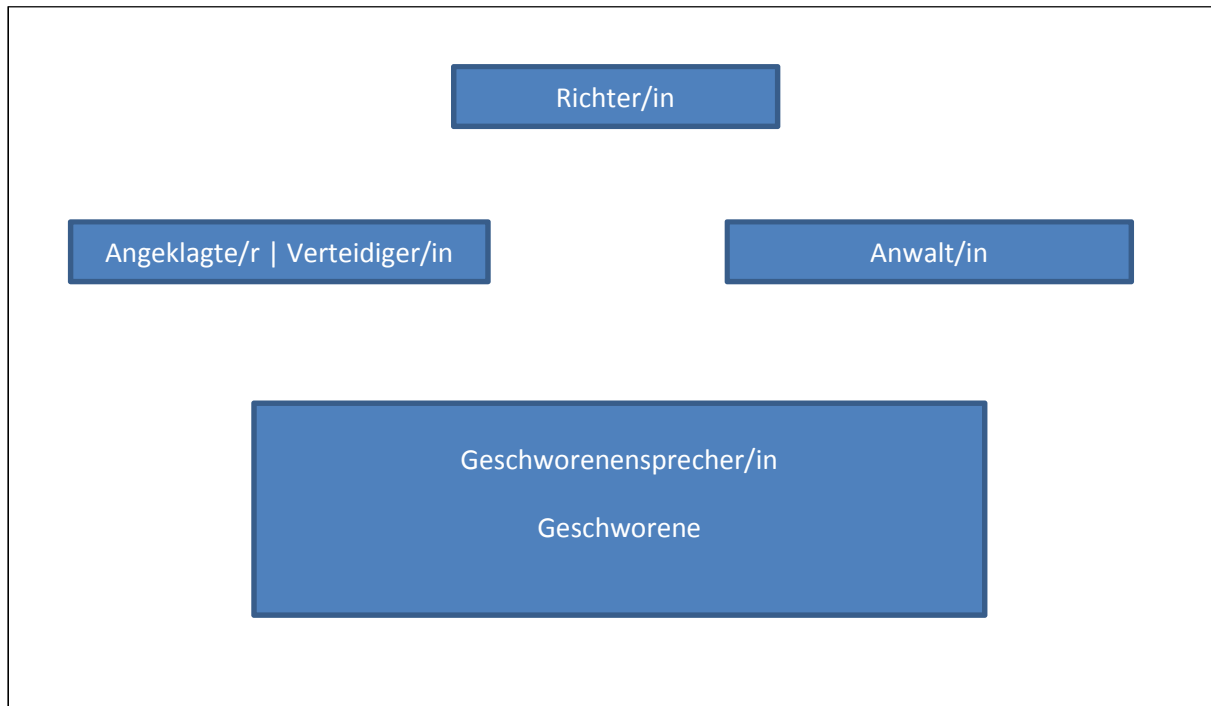 Richter/in
Angeklagte/r | Verteidiger/in
Anwalt/in
Geschworenensprecher/in
Geschworene